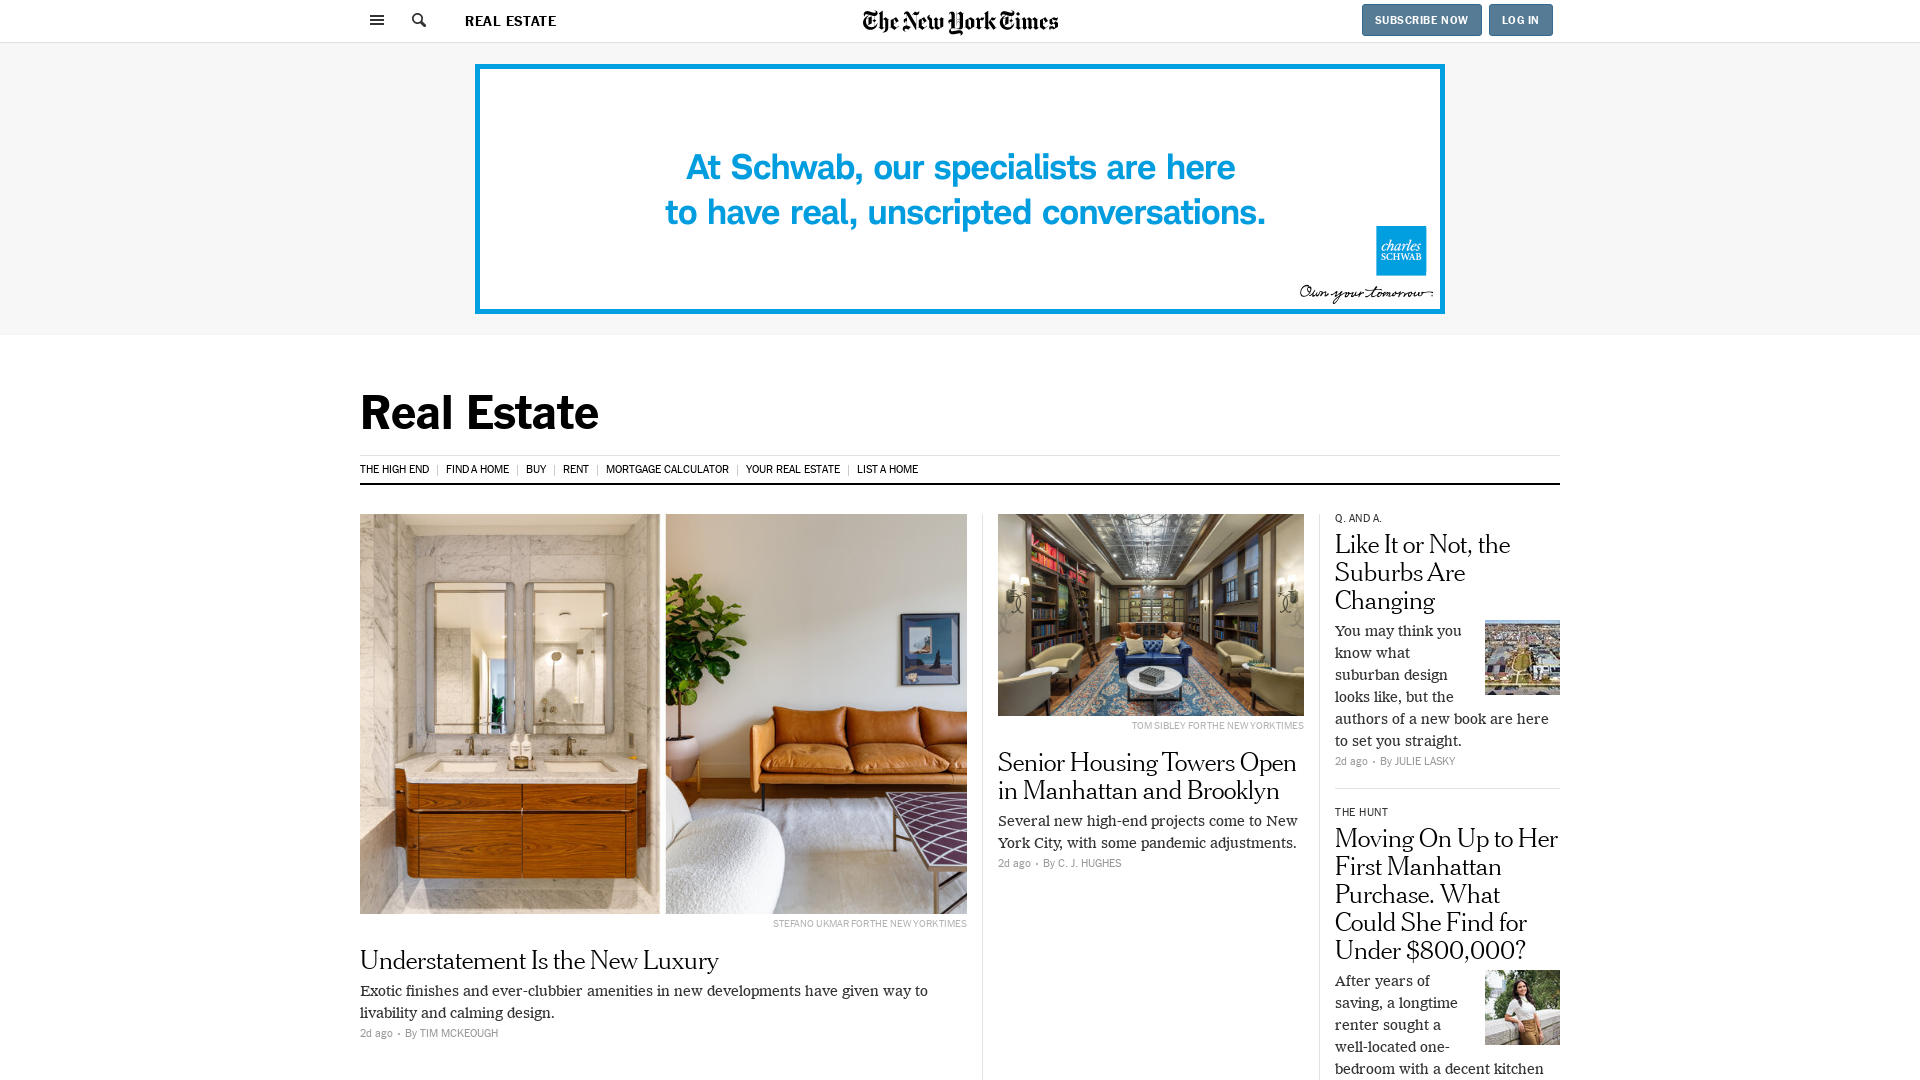 REAL ESTATE
The New York Times
SUBSCRIBE NOW
LOG IN
At Schwab, our specialists are here
to have real, unscripted conversations.
charles
SCHWAB
Own your tomorrow.
Real Estate
THE HIGH END
FIND A HOME
BUY
RENT
MORTGAGE CALCULATOR
YOUR REAL ESTATE
LIST A HOME
STEFANO UKMAR FOR THE NEW YORK TIMES
Understatement Is the New Luxury
Exotic finishes and ever-clubbier amenities in new developments have given way to
livability and calming design.
2d ago • By TIM MCKEOUGH
TOM SIBLEY FOR THE NEW YORK TIMES
Senior Housing Towers Open
in Manhattan and Brooklyn
Several new high-end projects come to New
York City, with some pandemic adjustments.
2d ago • By C. J. HUGHES
Q. AND A.
Like It or Not, the
Suburbs Are
Changing
You may think you
know what
suburban design
looks like, but the
authors of a new book are here
to set you straight.
2d ago • By JULIE LASKY
THE HUNT
Moving On Up to Her
First Manhattan
Purchase. What
Could She Find for
Under $800,000?
After years of
saving, a longtime
renter sought a
well-located one-
bedroom with a decent kitchen